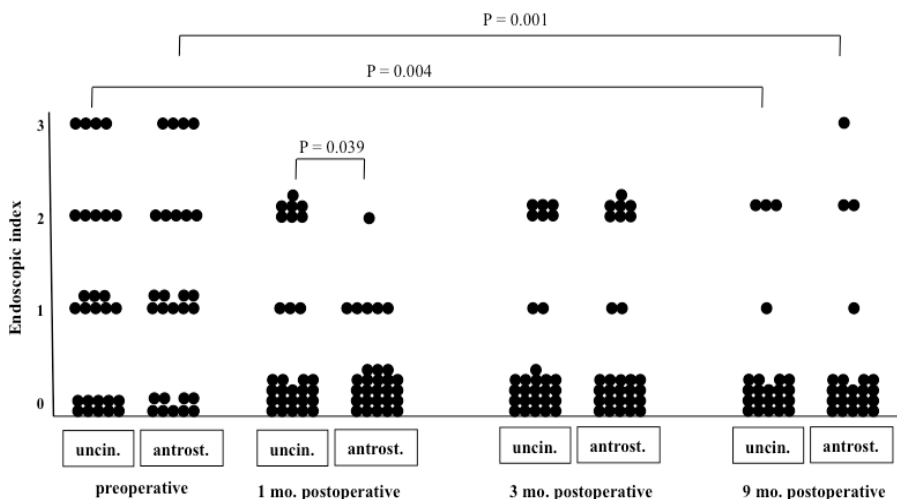 P = 0.001
P = 0.004
P = 0.039
Endoscopic index
3
2
1
0
uncin. antrost. uncin. antrost. uncin. antrost. uncin. antrost.
preoperative 1 mo. postoperative 3 mo. postoperative 9 mo. postoperative